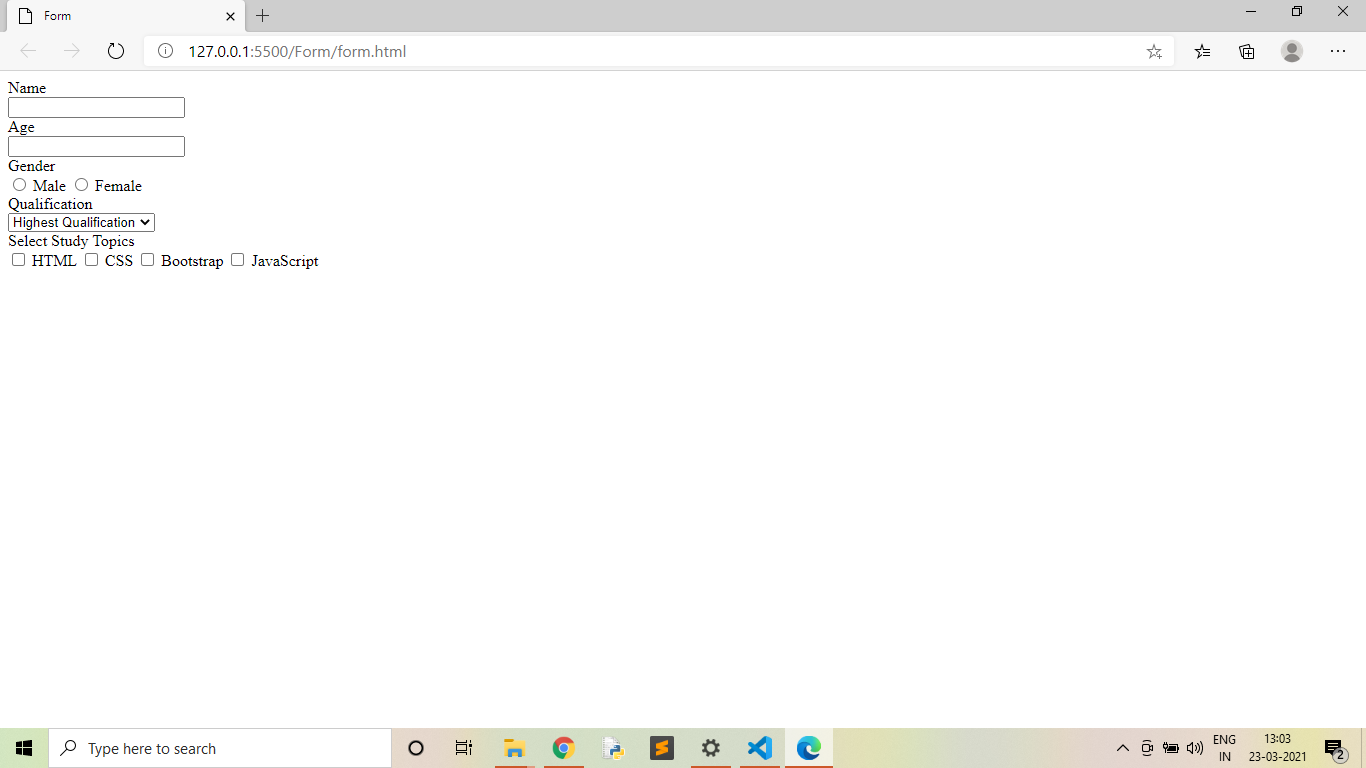 Form
127.0.0.1:5500/Form/form.html
Name
Age
Gender
Male Female
Qualification
Highest Qualification
Select Study Topics
HTML CSS Bootstrap JavaScript
Type here to search
ENG
IN
13:03
23-03-2021
2